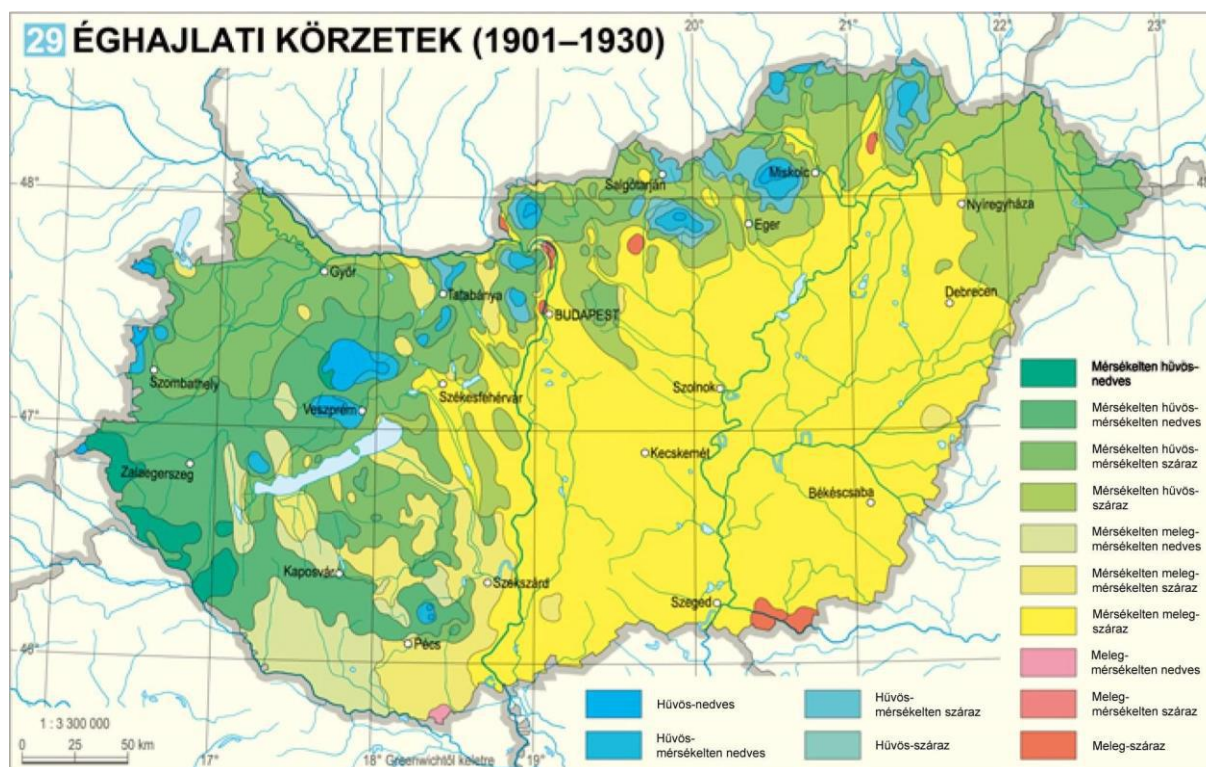 29 ÉGHAJLATI KÖRZETEK (1901–1930)
20°
21°
22°
23°
48°
Salgótarján
Miskolc
Nyíregyháza
Eger
Győr
Tatabánya
BUDAPEST
Debrecen
Szombathely
Székesfehérvár
Szolnok
Veszprém
47°
Kecskemét
Zalaegerszeg
Békéscsaba
Kaposvár
Szekszárd
Szeged
Pécs
46°
Mérsékelten hűvös-
nedves
Mérsékelten hűvös-
mérsékelten nedves
Mérsékelten hűvös-
mérsékelten száraz
Mérsékelten hűvös-
száraz
Mérsékelten meleg-
mérsékelten nedves
Mérsékelten meleg-
mérsékelten száraz
Mérsékelten meleg-
száraz
Meleg-
mérsékelten nedves
Meleg-
mérsékelten száraz
Meleg-száraz
Hűvös-nedves
Hűvös-
mérsékelten nedves
Hűvös-
mérsékelten száraz
Hűvös-száraz
1 : 3 300 000
0 25 50 km
17°
18° Greenwichtől keletre
19°